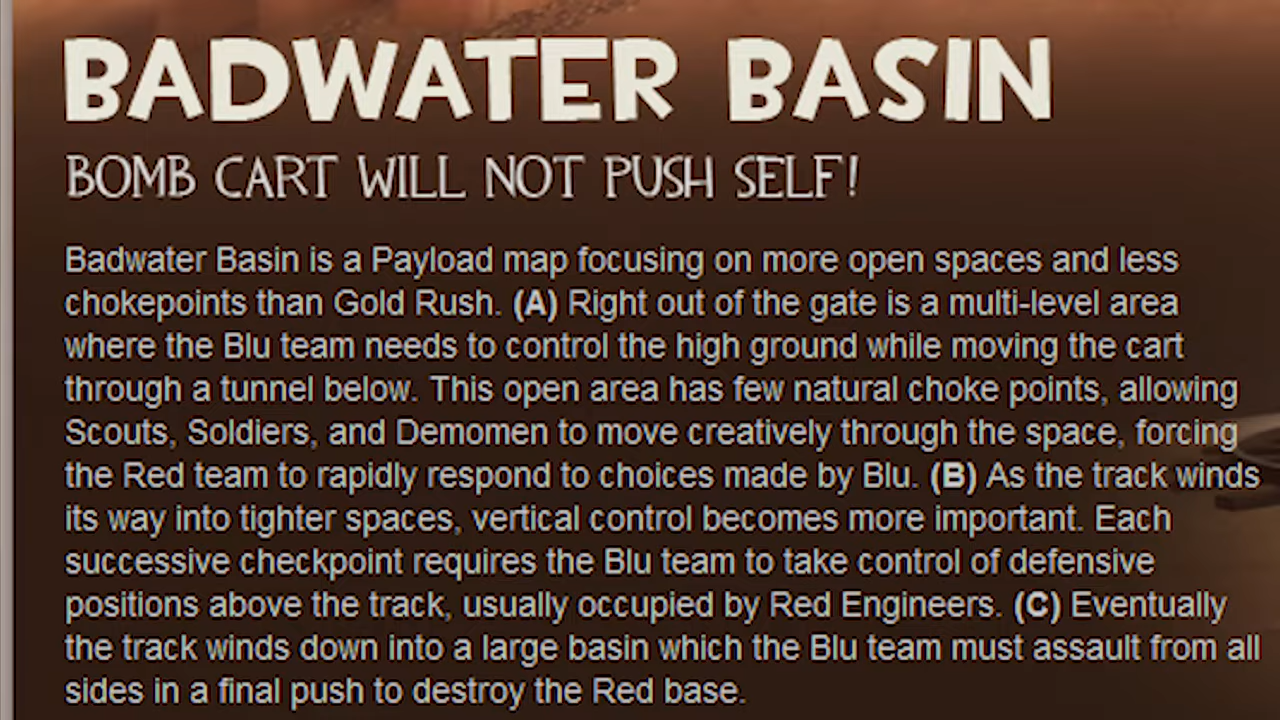 BADWATER BASIN
BOMB CART WILL NOT PUSH SELF!
Badwater Basin is a Payload map focusing on more open spaces and less
chokepoints than Gold Rush. (A) Right out of the gate is a multi-level area
where the Blu team needs to control the high ground while moving the cart
through a tunnel below. This open area has few natural choke points, allowing
Scouts, Soldiers, and Demomen to move creatively through the space, forcing
the Red team to rapidly respond to choices made by Blu. (B) As the track winds
its way into tighter spaces, vertical control becomes more important. Each
successive checkpoint requires the Blu team to take control of defensive
positions above the track, usually occupied by Red Engineers. (C) Eventually
the track winds down into a large basin which the Blu team must assault from all
sides in a final push to destroy the Red base.